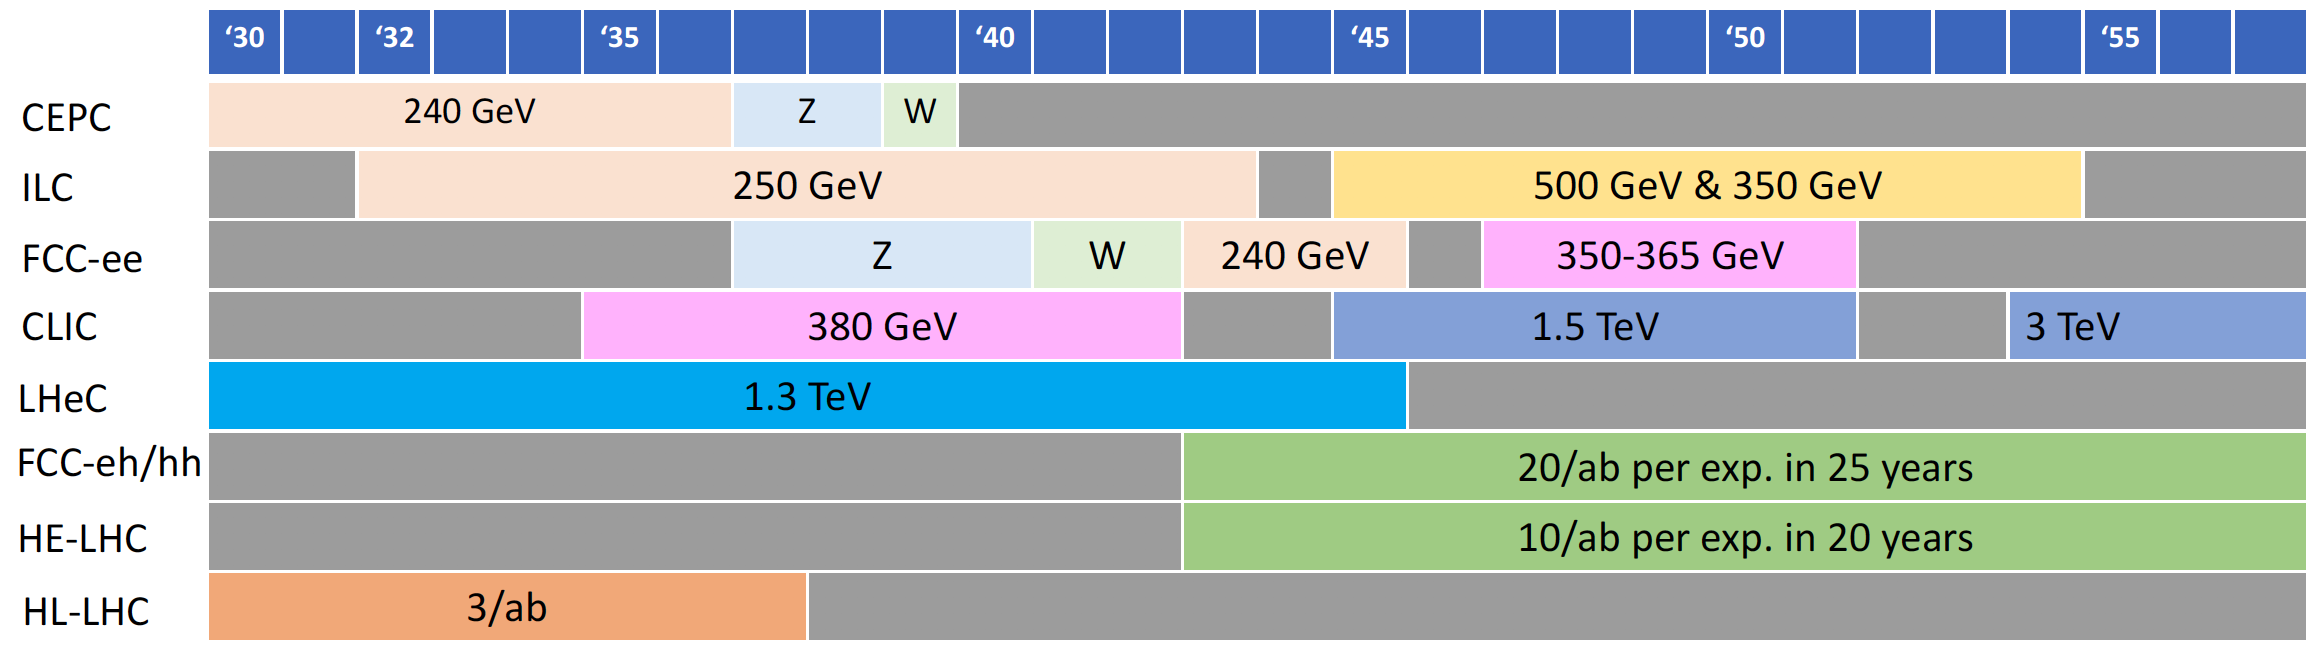 ‘30 ‘32 ‘35 ‘40 ‘45 ‘50 ‘55
CEPC 240 GeV Z W
ILC 250 GeV 500 GeV & 350 GeV
FCC-ee Z W 240 GeV 350-365 GeV
CLIC 380 GeV 1.5 TeV 3 TeV
LHeC 1.3 TeV
FCC-eh/hh 20/ab per exp. in 25 years
HE-LHC 10/ab per exp. in 20 years
HL-LHC 3/ab